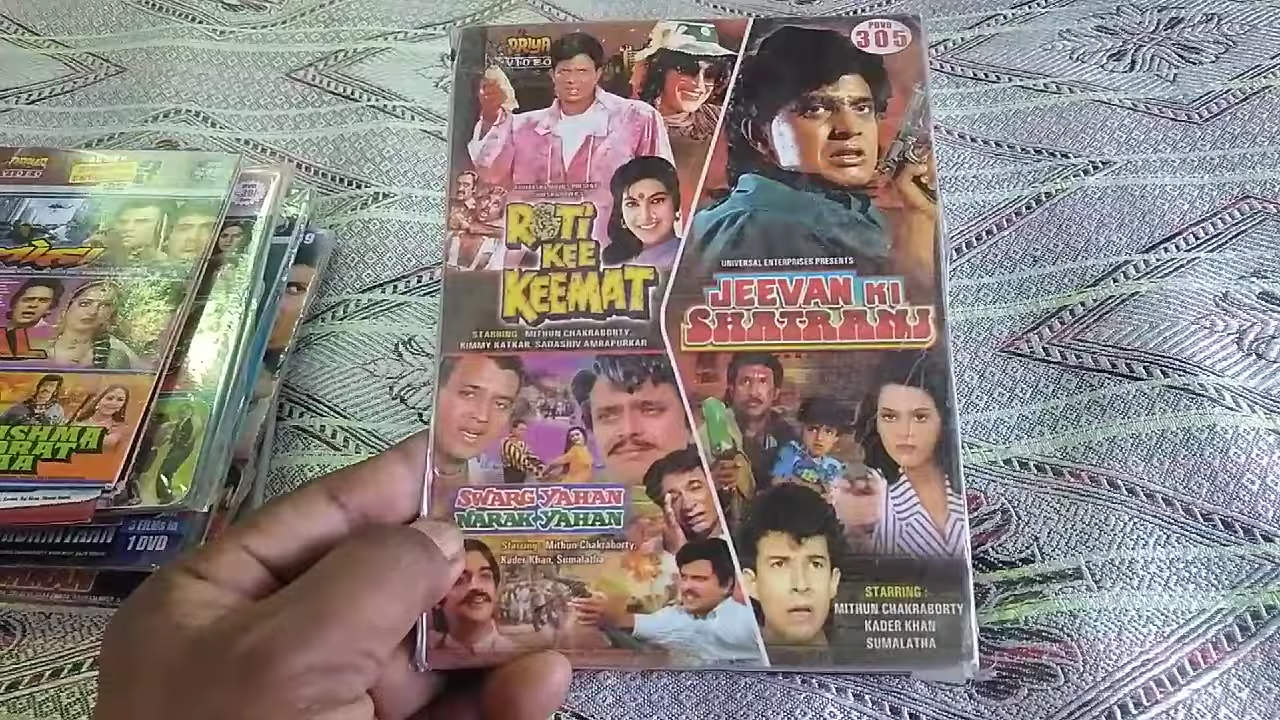 PRIYA
VIDEO
PDVD
305
ROTi
KEE
KEEMAT
STARRING : MITHUN CHAKRABORTY,
KIMMY KATKAR, SADASHIV AMRAPURKAR
UNIVERSAL ENTERPRISES PRESENTS
JEEVAN KI
SHATRANJ
SWARG YAHAN
NARAK YAHAN
Starring : Mithun Chakraborty,
Kader Khan, Sumalatha
STARRING :
MITHUN CHAKRABORTY
KADER KHAN
SUMALATHA
PRIYA
VIDEO
3 FILMS in
1 DVD